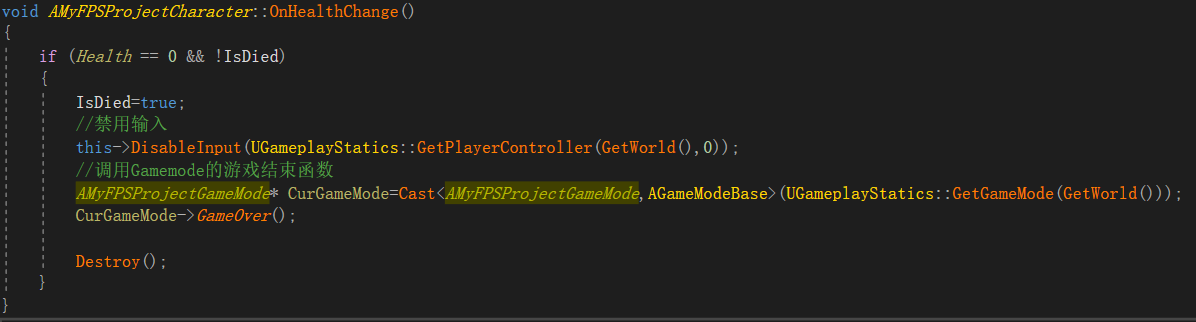 void AMyFPSProjectCharacter::OnHealthChange()
{
if (Health == 0 && !IsDied)
{
IsDied=true;
//禁用输入
this->DisableInput(UGameplayStatics::GetPlayerController(GetWorld(),0));
//调用Gamemode的游戏结束函数
AMyFPSProjectGameMode* CurGameMode=Cast<AMyFPSProjectGameMode,AGameModeBase>(UGameplayStatics::GetGameMode(GetWorld()));
CurGameMode->GameOver();
Destroy();
}
}